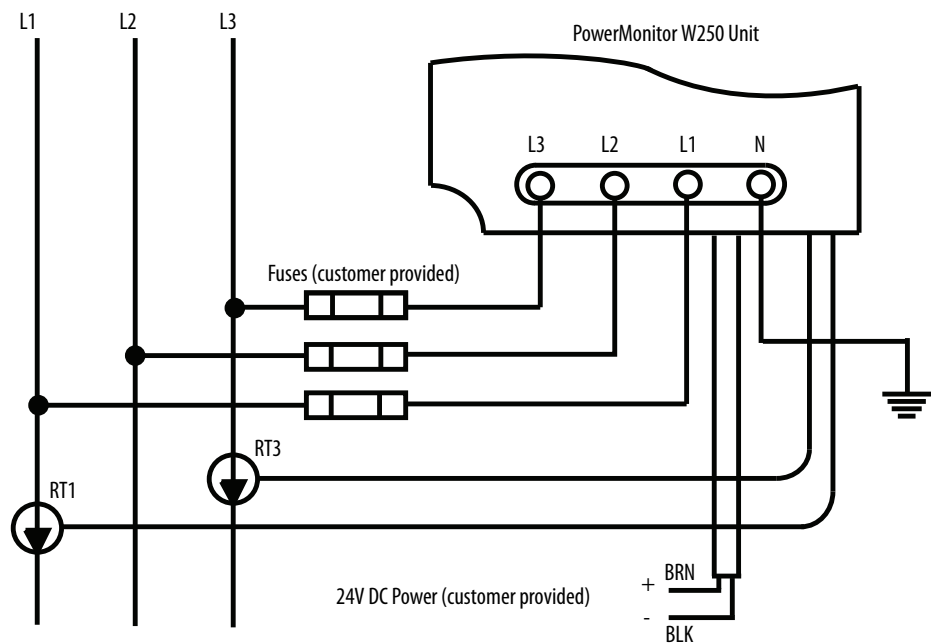 L1
L2
L3
PowerMonitor W250 Unit
L3
L2
L1
N
Fuses (customer provided)
RT3
RT1
24V DC Power (customer provided)
+
BRN
-
BLK